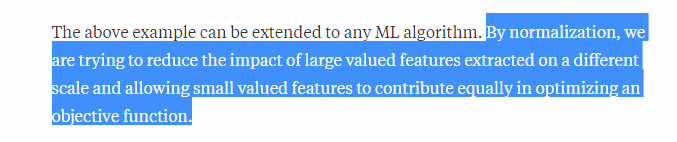 The above example can be extended to any ML algorithm. By normalization, we
are trying to reduce the impact of large valued features extracted on a different
scale and allowing small valued features to contribute equally in optimizing an
objective function.